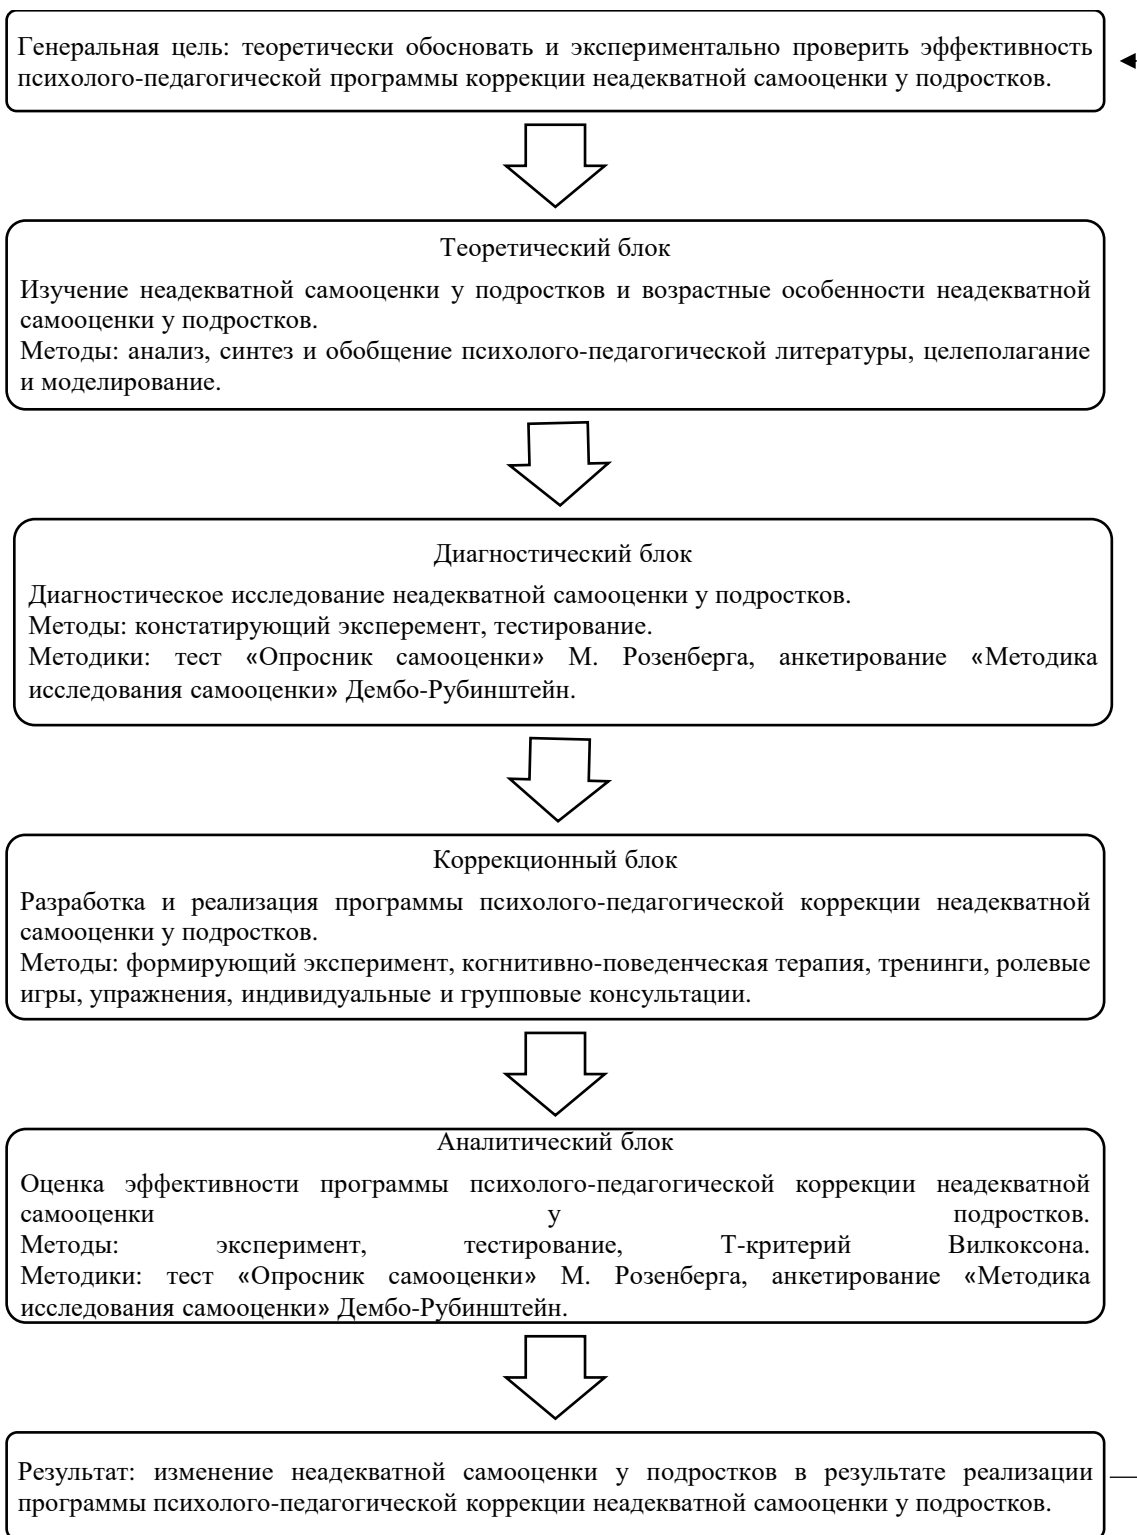 Генеральная цель: теоретически обосновать и экспериментально проверить эффективность
психолого-педагогической программы коррекции неадекватной самооценки у подростков.
Теоретический блок
Изучение неадекватной самооценки у подростков и возрастные особенности неадекватной
самооценки у подростков.
Методы: анализ, синтез и обобщение психолого-педагогической литературы, целеполагание
и моделирование.
Диагностический блок
Диагностическое исследование неадекватной самооценки у подростков.
Методы: констатирующий эксперемент, тестирование.
Методики: тест «Опросник самооценки» М. Розенберга, анкетирование «Методика
исследования самооценки» Дембо-Рубинштейн.
Коррекционный блок
Разработка и реализация программы психолого-педагогической коррекции неадекватной
самооценки у подростков.
Методы: формирующий эксперимент, когнитивно-поведенческая терапия, тренинги, ролевые
игры, упражнения, индивидуальные и групповые консультации.
Аналитический блок
Оценка эффективности программы психолого-педагогической коррекции неадекватной
самооценки у подростков.
Методы: эксперимент, тестирование, Т-критерий Вилкоксона.
Методики: тест «Опросник самооценки» М. Розенберга, анкетирование «Методика
исследования самооценки» Дембо-Рубинштейн.
Результат: изменение неадекватной самооценки у подростков в результате реализации
программы психолого-педагогической коррекции неадекватной самооценки у подростков.